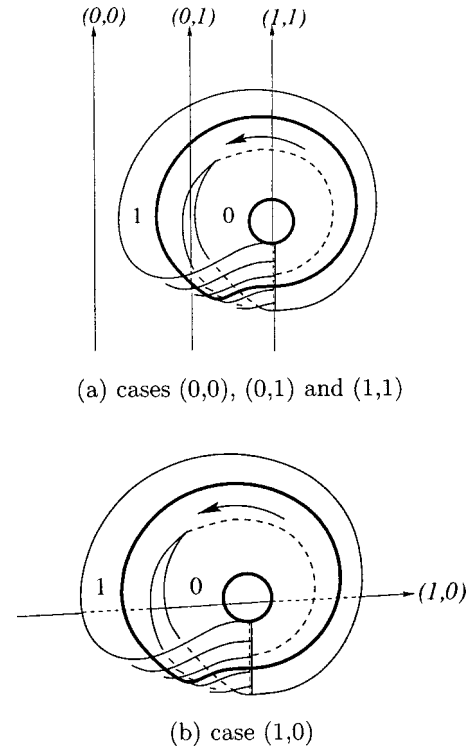 (0,0) (0,1) (1,1)
1 0
(a) cases (0,0), (0,1) and (1,1)
1 0
(1,0)
(b) case (1,0)